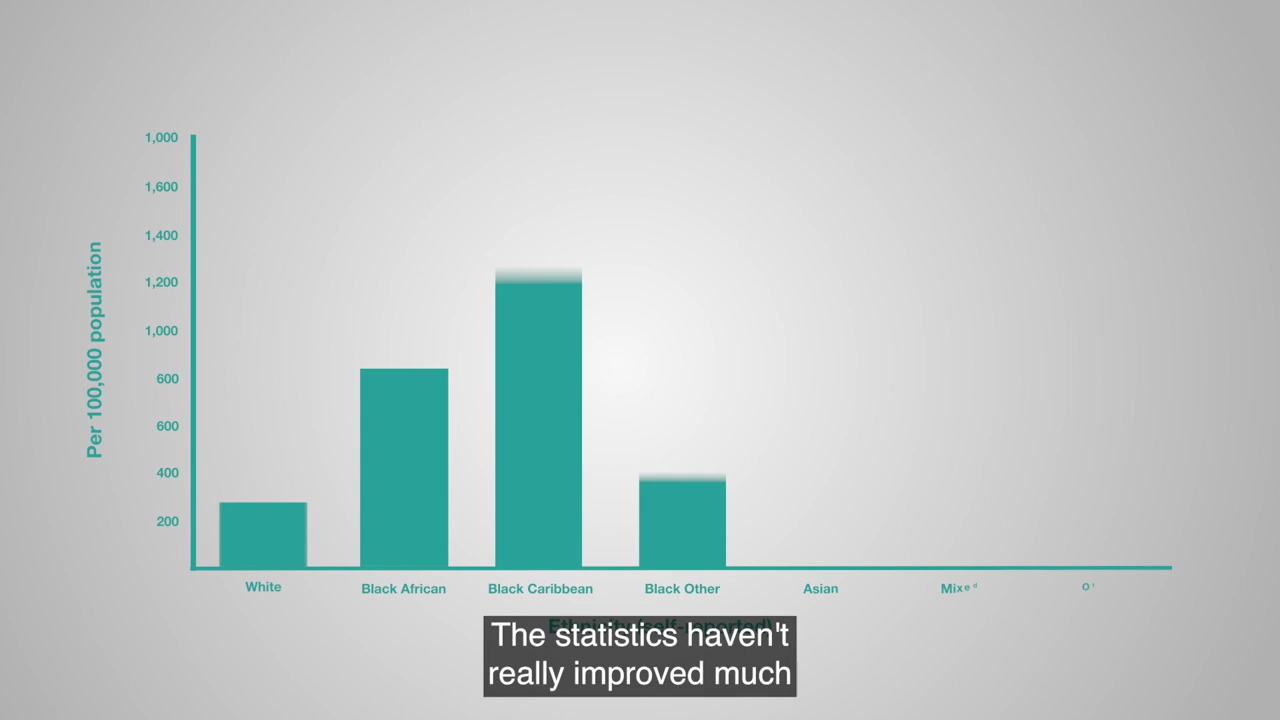 1,000
1,600
1,400
1,200
1,000
600
600
400
200
Per 100,000 population
White
Black African
Black Caribbean
Black Other
Asian
Mixed
The statistics haven't
really improved much